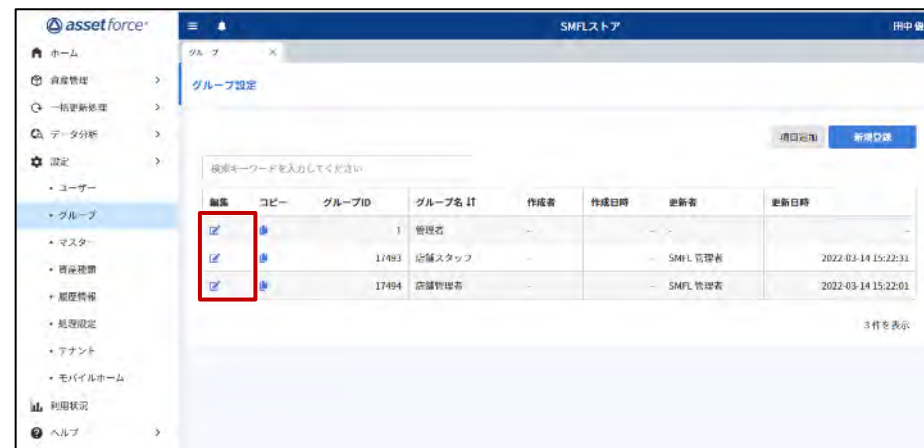 assetforce
SMFLストア
田中 優
ホーム
資産管理
一括更新処理
データ分析
設定
・ユーザー
・グループ
・マスター
・資産種類
・履歴情報
・処理設定
・テナント
・モバイルホーム
利用状況
ヘルプ
グループ ×
グループ設定
項目追加 新規登録
検索キーワードを入力してください
編集 コピー グループID グループ名 作成者 作成日時 更新者 更新日時
1 管理者 - - - -
17493 店舗スタッフ - - SMFL 管理者 2022-03-14 15:22:31
17494 店舗管理者 - - SMFL 管理者 2022-03-14 15:22:01
3 件を表示